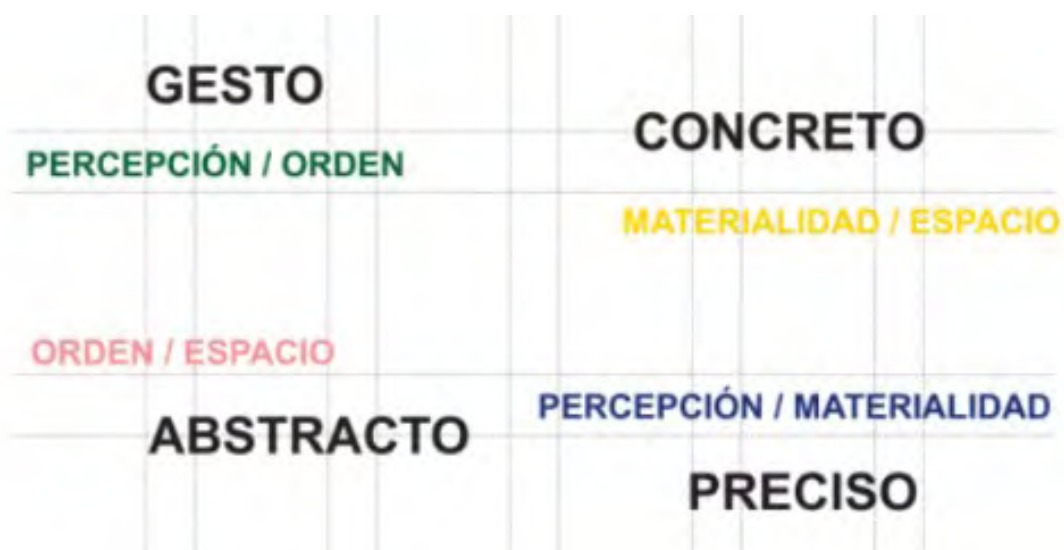 GESTO
PERCEPCIÓN / ORDEN
CONCRETO
MATERIALIDAD / ESPACIO
ORDEN / ESPACIO
ABSTRACTO
PERCEPCIÓN / MATERIALIDAD
PRECISO